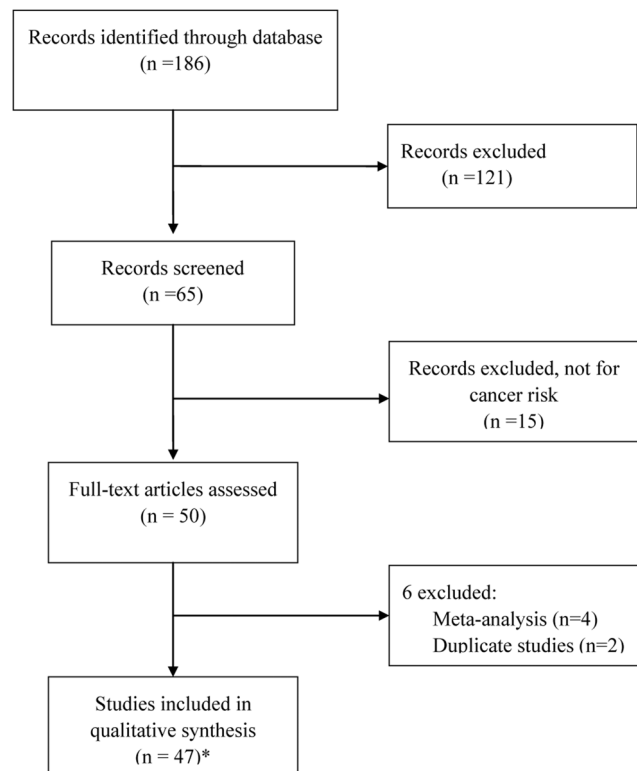 Records identified through database
(n =186)
Records excluded
(n =121)
Records screened
(n =65)
Records excluded, not for
cancer risk
(n =15)
Full-text articles assessed
(n = 50)
6 excluded:
Meta-analysis (n=4)
Duplicate studies (n=2)
Studies included in
qualitative synthesis
(n = 47)*